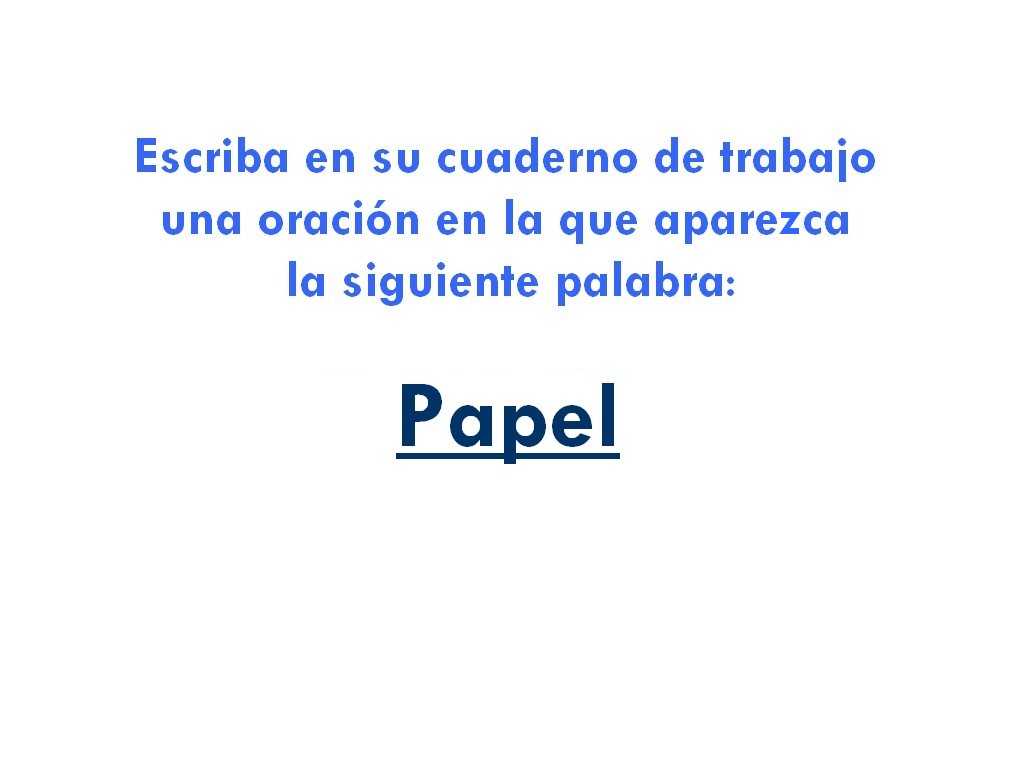 Escriba en su cuaderno de trabajo
una oración en la que aparezca
la siguiente palabra:
Papel